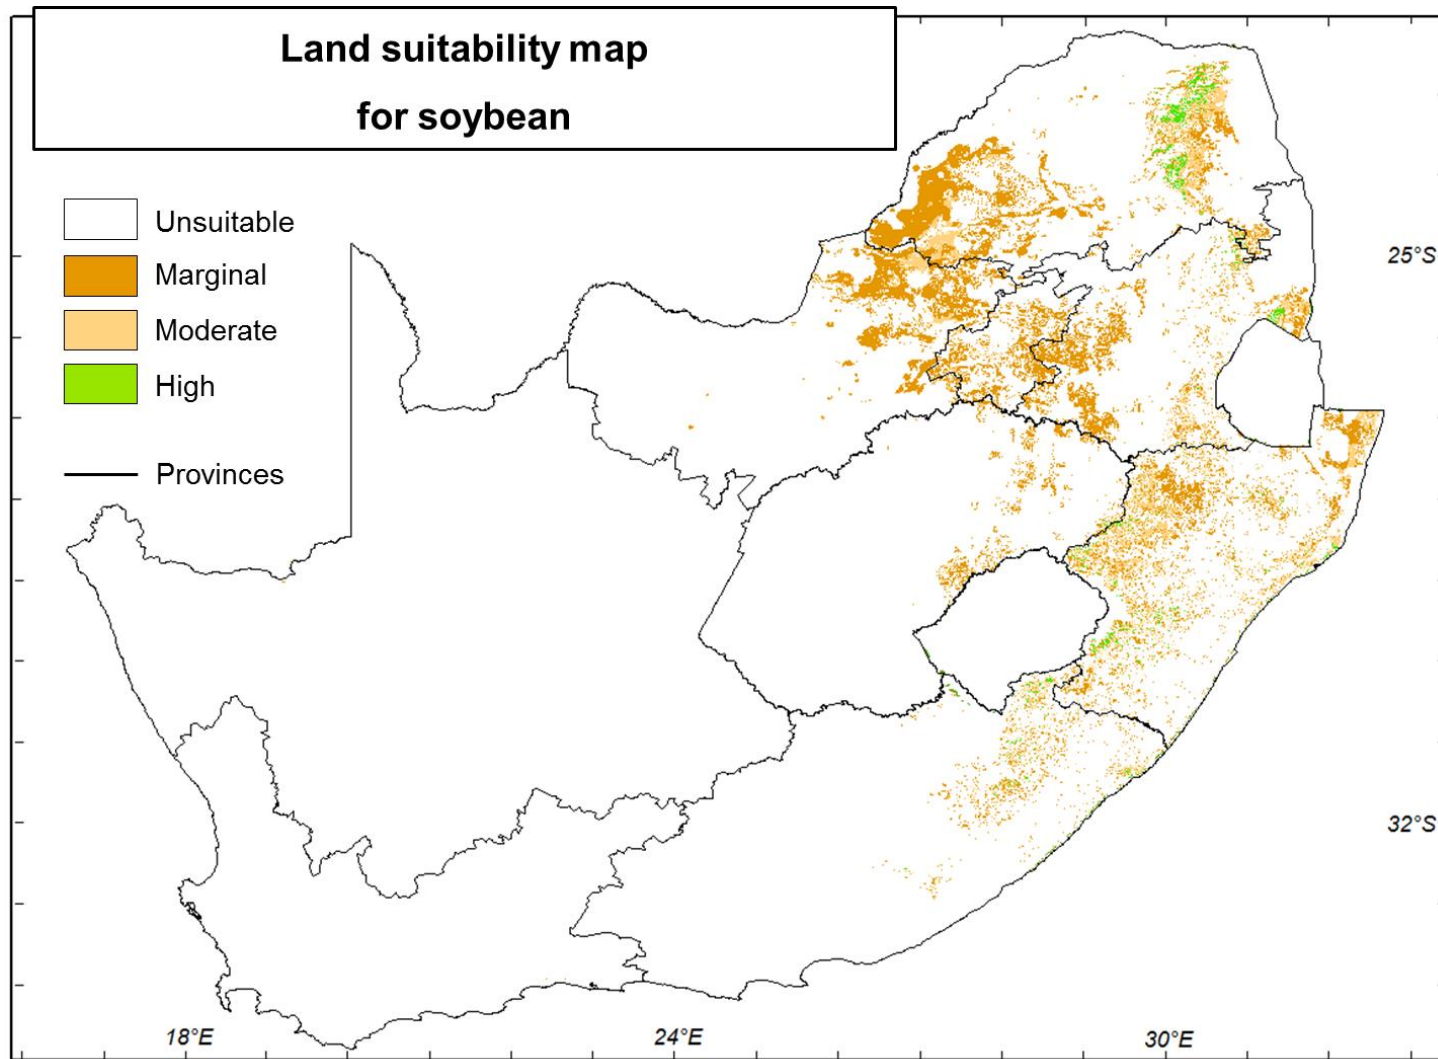 Land suitability map
for soybean
Unsuitable
Marginal
Moderate
High
Provinces
25°S
32°S
18°E
24°E
30°E